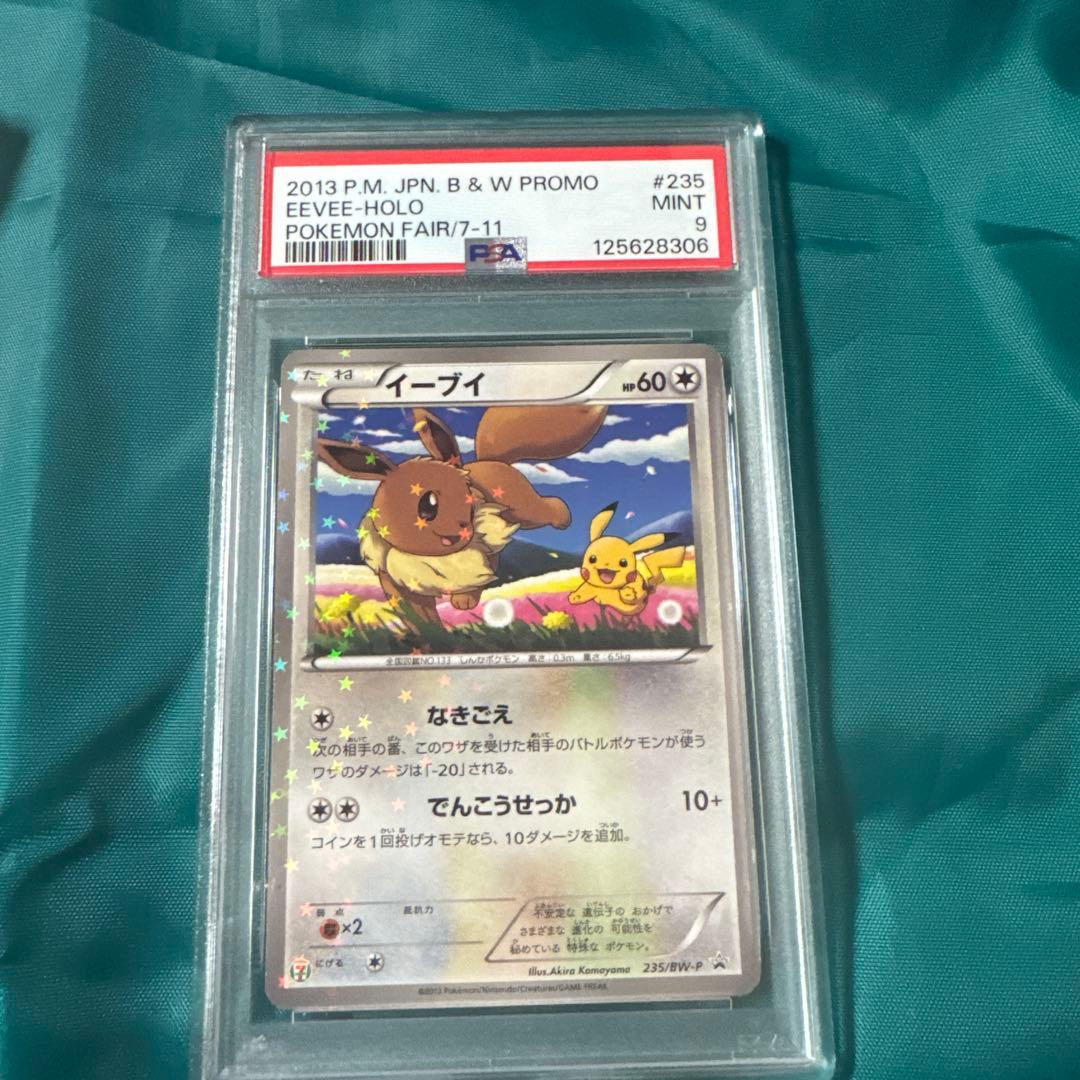 2013 P.M. JPN. B & W PROMO #235
EEVEE-HOLO MINT
POKEMON FAIR/7-11 9
PSA 125628306
たね イーブイ HP60
全国図鑑NO.133 しんかポケモン 高さ:0.3m 重さ:6.5kg
なきごえ
次の相手の番、このワザを受けた相手のバトルポケモンが使う
ワザのダメージは「-20」される。
でんこうせっか 10+
コインを1回投げオモテなら、10ダメージを追加。
弱点 抵抗力
×2
不安定な 遺伝子の おかげで
さまざまな 進化の 可能性を
秘めている 特殊な ポケモン。
7 にげる
Illus.Akira Komayama 235/BW-P
©2013 Pokémon/Nintendo/Creatures/GAME FREAK